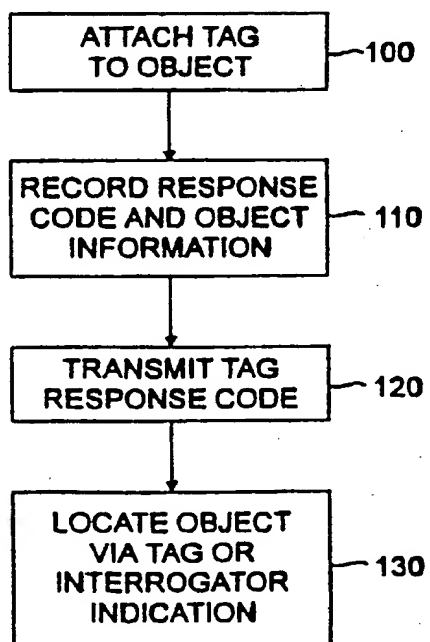 ATTACH TAG
TO OBJECT
100
RECORD RESPONSE
CODE AND OBJECT
INFORMATION
110
TRANSMIT TAG
RESPONSE CODE
120
LOCATE OBJECT
VIA TAG OR
INTERROGATOR
INDICATION
130